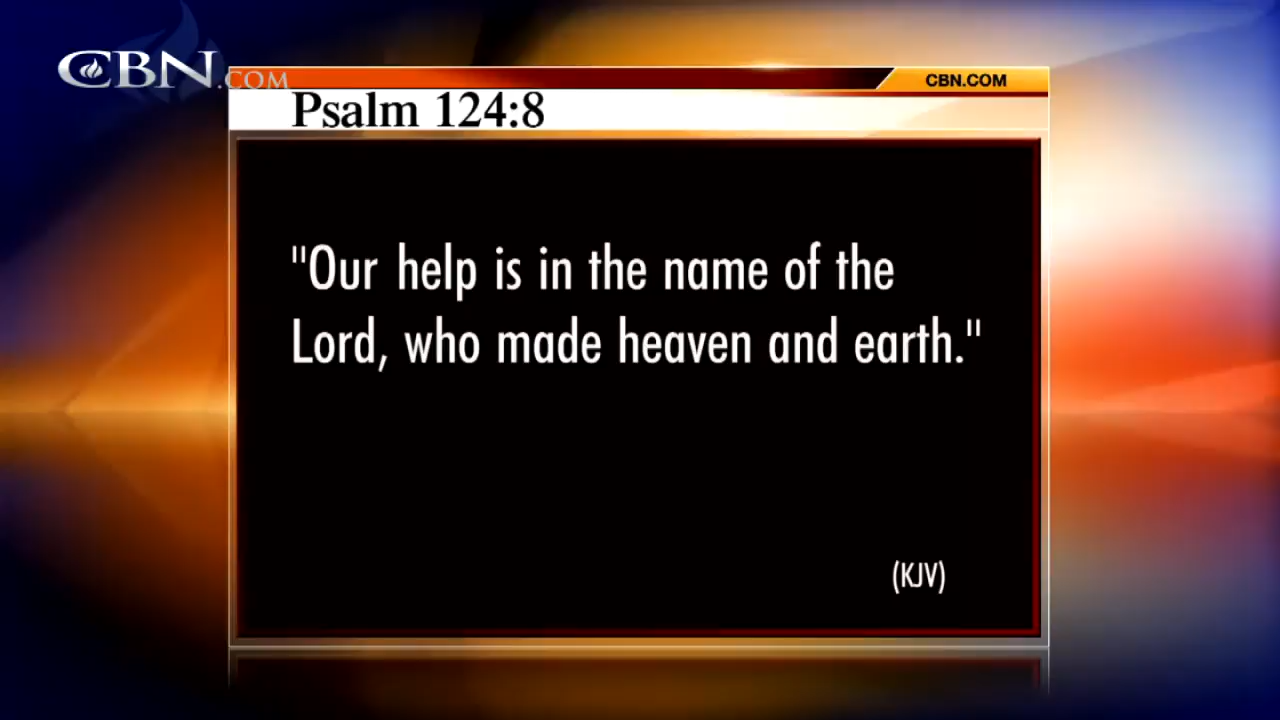 CBN.COM
CBN.COM
Psalm 124:8
"Our help is in the name of the
Lord, who made heaven and earth."
(KJV)